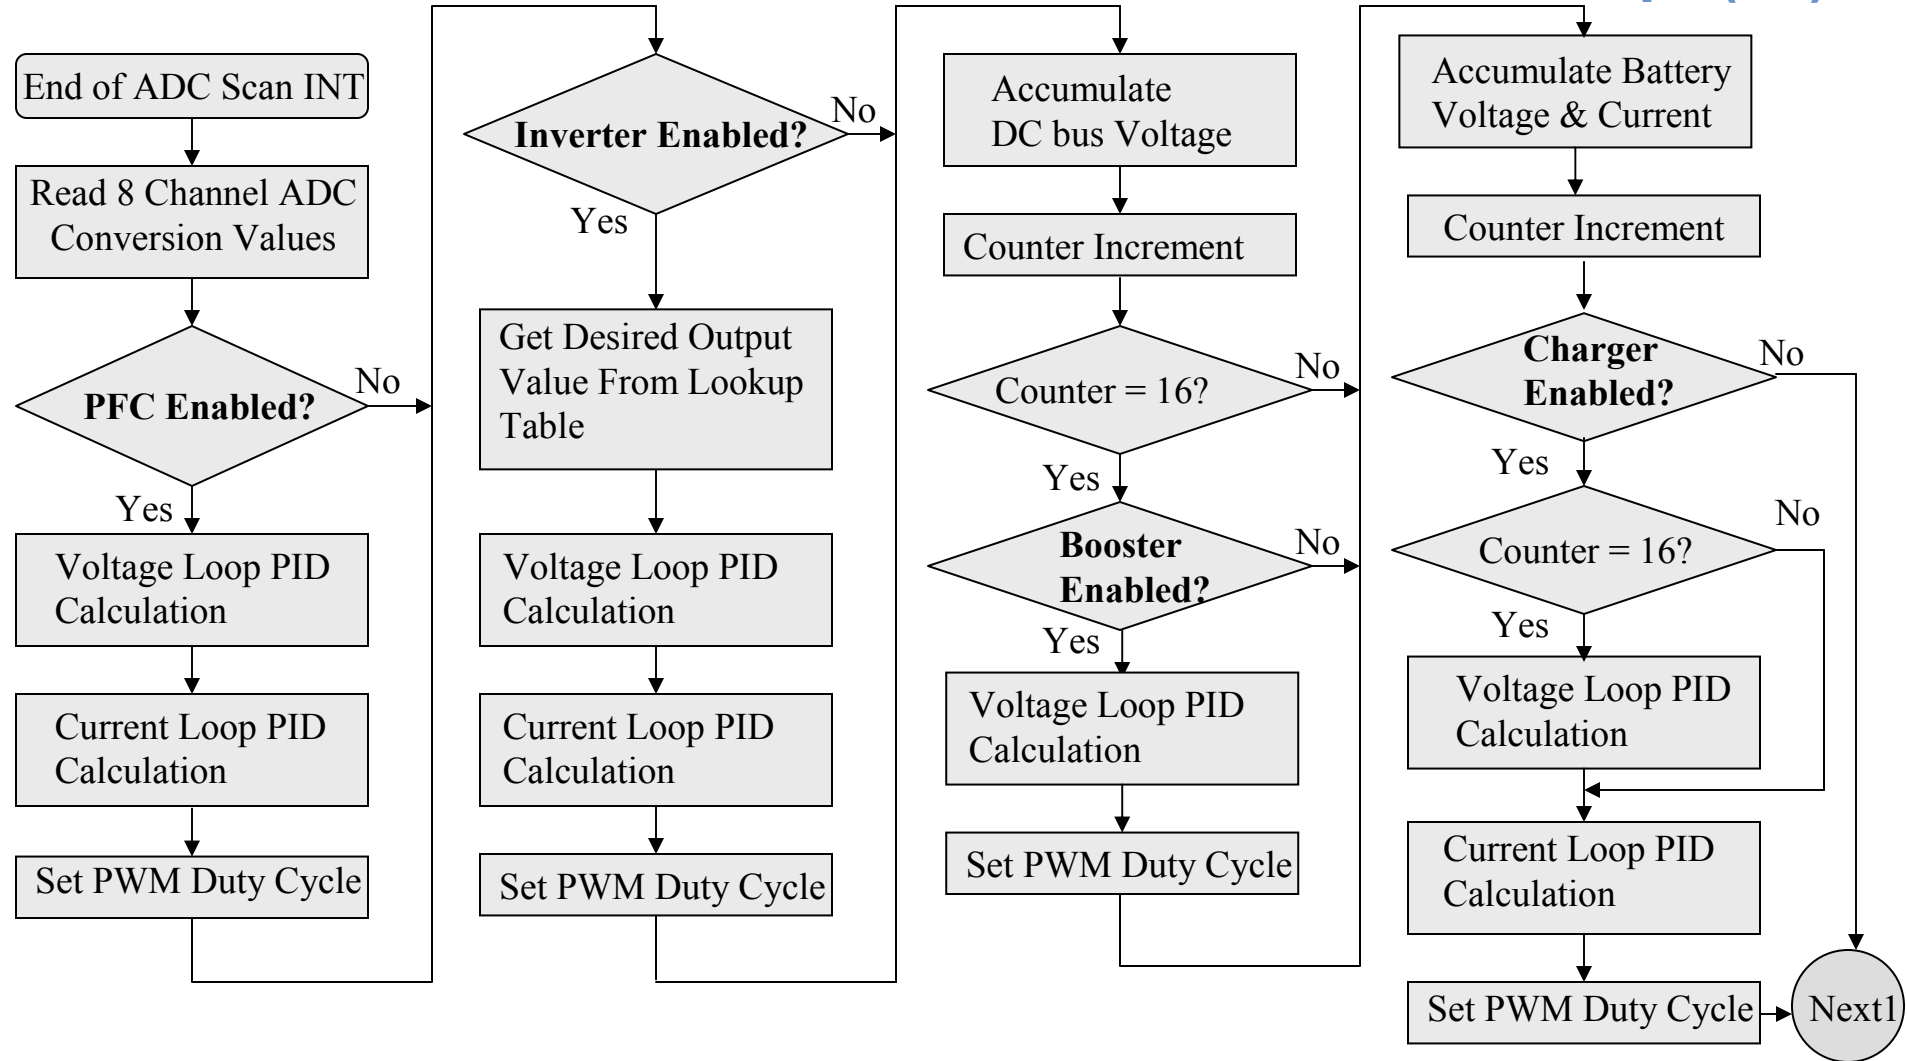 End of ADC Scan INT
Read 8 Channel ADC
Conversion Values
PFC Enabled?
No
Yes
Voltage Loop PID
Calculation
Current Loop PID
Calculation
Set PWM Duty Cycle
Inverter Enabled?
No
Yes
Get Desired Output
Value From Lookup
Table
Voltage Loop PID
Calculation
Current Loop PID
Calculation
Set PWM Duty Cycle
Accumulate
DC bus Voltage
Counter Increment
Counter = 16?
No
Yes
Booster
Enabled?
No
Yes
Voltage Loop PID
Calculation
Set PWM Duty Cycle
Accumulate Battery
Voltage & Current
Counter Increment
Charger
Enabled?
No
Yes
Counter = 16?
No
Yes
Voltage Loop PID
Calculation
Current Loop PID
Calculation
Set PWM Duty Cycle
Next1